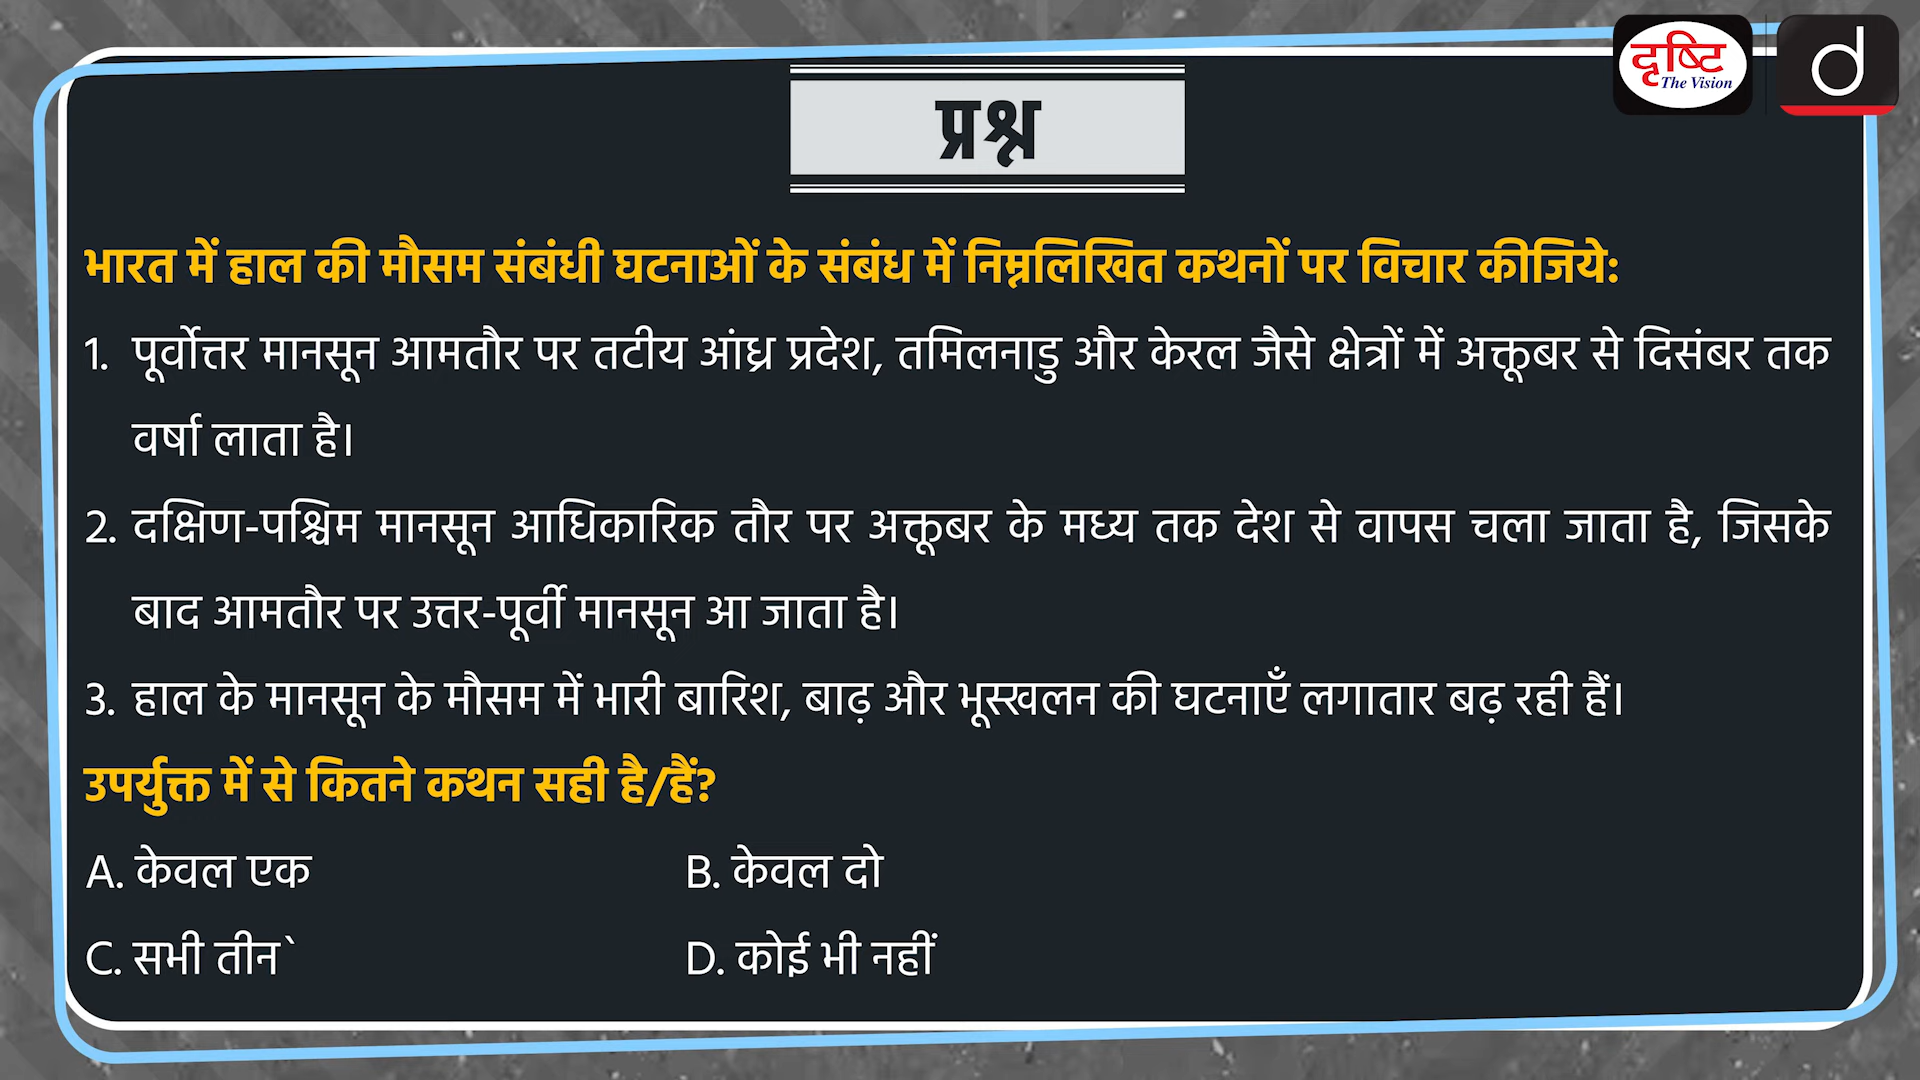 दृष्टि
The Vision
d
प्रश्न
भारत में हाल की मौसम संबंधी घटनाओं के संबंध में निम्नलिखित कथनों पर विचार कीजिये:
1. पूर्वोत्तर मानसून आमतौर पर तटीय आंध्र प्रदेश, तमिलनाडु और केरल जैसे क्षेत्रों में अक्तूबर से दिसंबर तक
वर्षा लाता है।
2. दक्षिण-पश्चिम मानसून आधिकारिक तौर पर अक्तूबर के मध्य तक देश से वापस चला जाता है, जिसके
बाद आमतौर पर उत्तर-पूर्वी मानसून आ जाता है।
3. हाल के मानसून के मौसम में भारी बारिश, बाढ़ और भूस्खलन की घटनाएँ लगातार बढ़ रही हैं।
उपर्युक्त में से कितने कथन सही है/हैं?
A. केवल एक B. केवल दो
C. सभी तीन` D. कोई भी नहीं